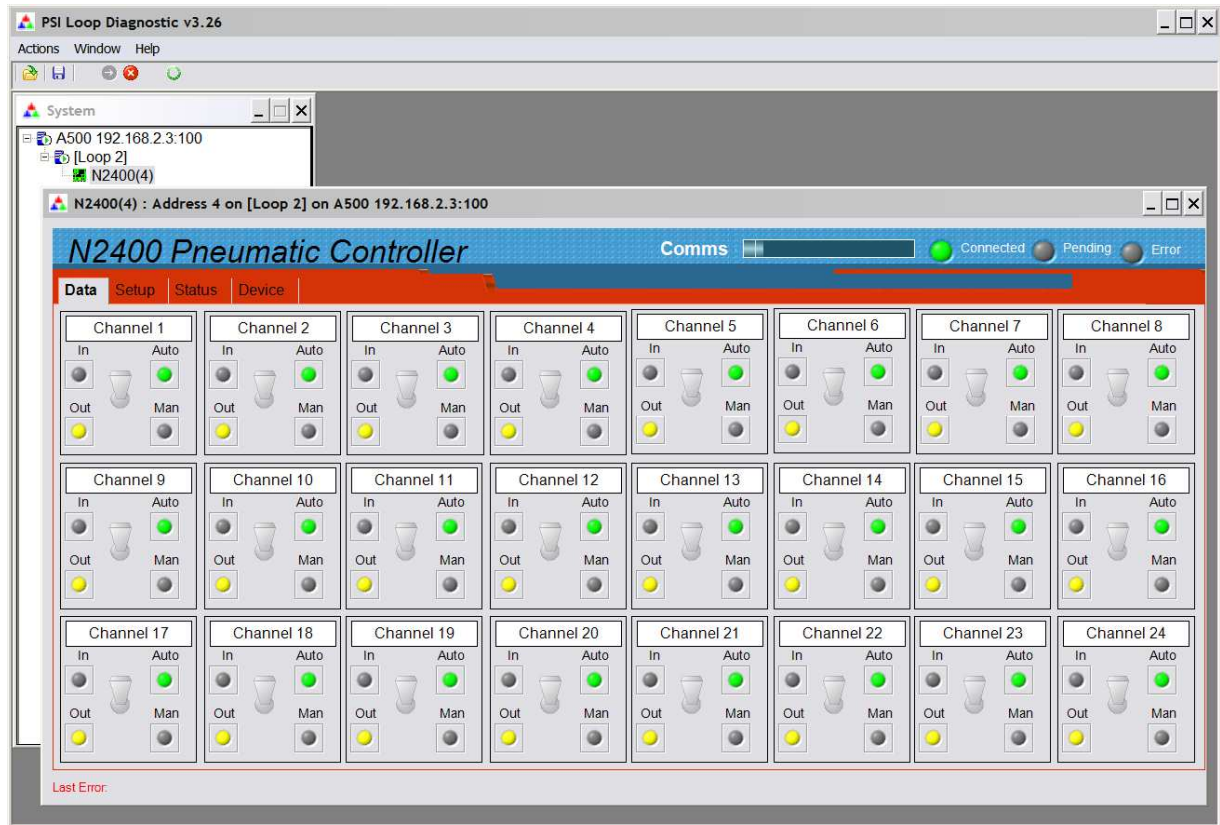 PSI Loop Diagnostic v3.26
Actions Window Help
System
A500 192.168.2.3:100
[Loop 2]
N2400(4)
N2400(4) : Address 4 on [Loop 2] on A500 192.168.2.3:100
N2400 Pneumatic Controller Comms Connected Pending Error
Data Setup Status Device
Channel 1 Channel 2 Channel 3 Channel 4 Channel 5 Channel 6 Channel 7 Channel 8
In Auto In Auto In Auto In Auto In Auto In Auto In Auto In Auto
Out Man Out Man Out Man Out Man Out Man Out Man Out Man Out Man
Channel 9 Channel 10 Channel 11 Channel 12 Channel 13 Channel 14 Channel 15 Channel 16
In Auto In Auto In Auto In Auto In Auto In Auto In Auto In Auto
Out Man Out Man Out Man Out Man Out Man Out Man Out Man Out Man
Channel 17 Channel 18 Channel 19 Channel 20 Channel 21 Channel 22 Channel 23 Channel 24
In Auto In Auto In Auto In Auto In Auto In Auto In Auto In Auto
Out Man Out Man Out Man Out Man Out Man Out Man Out Man Out Man
Last Error: